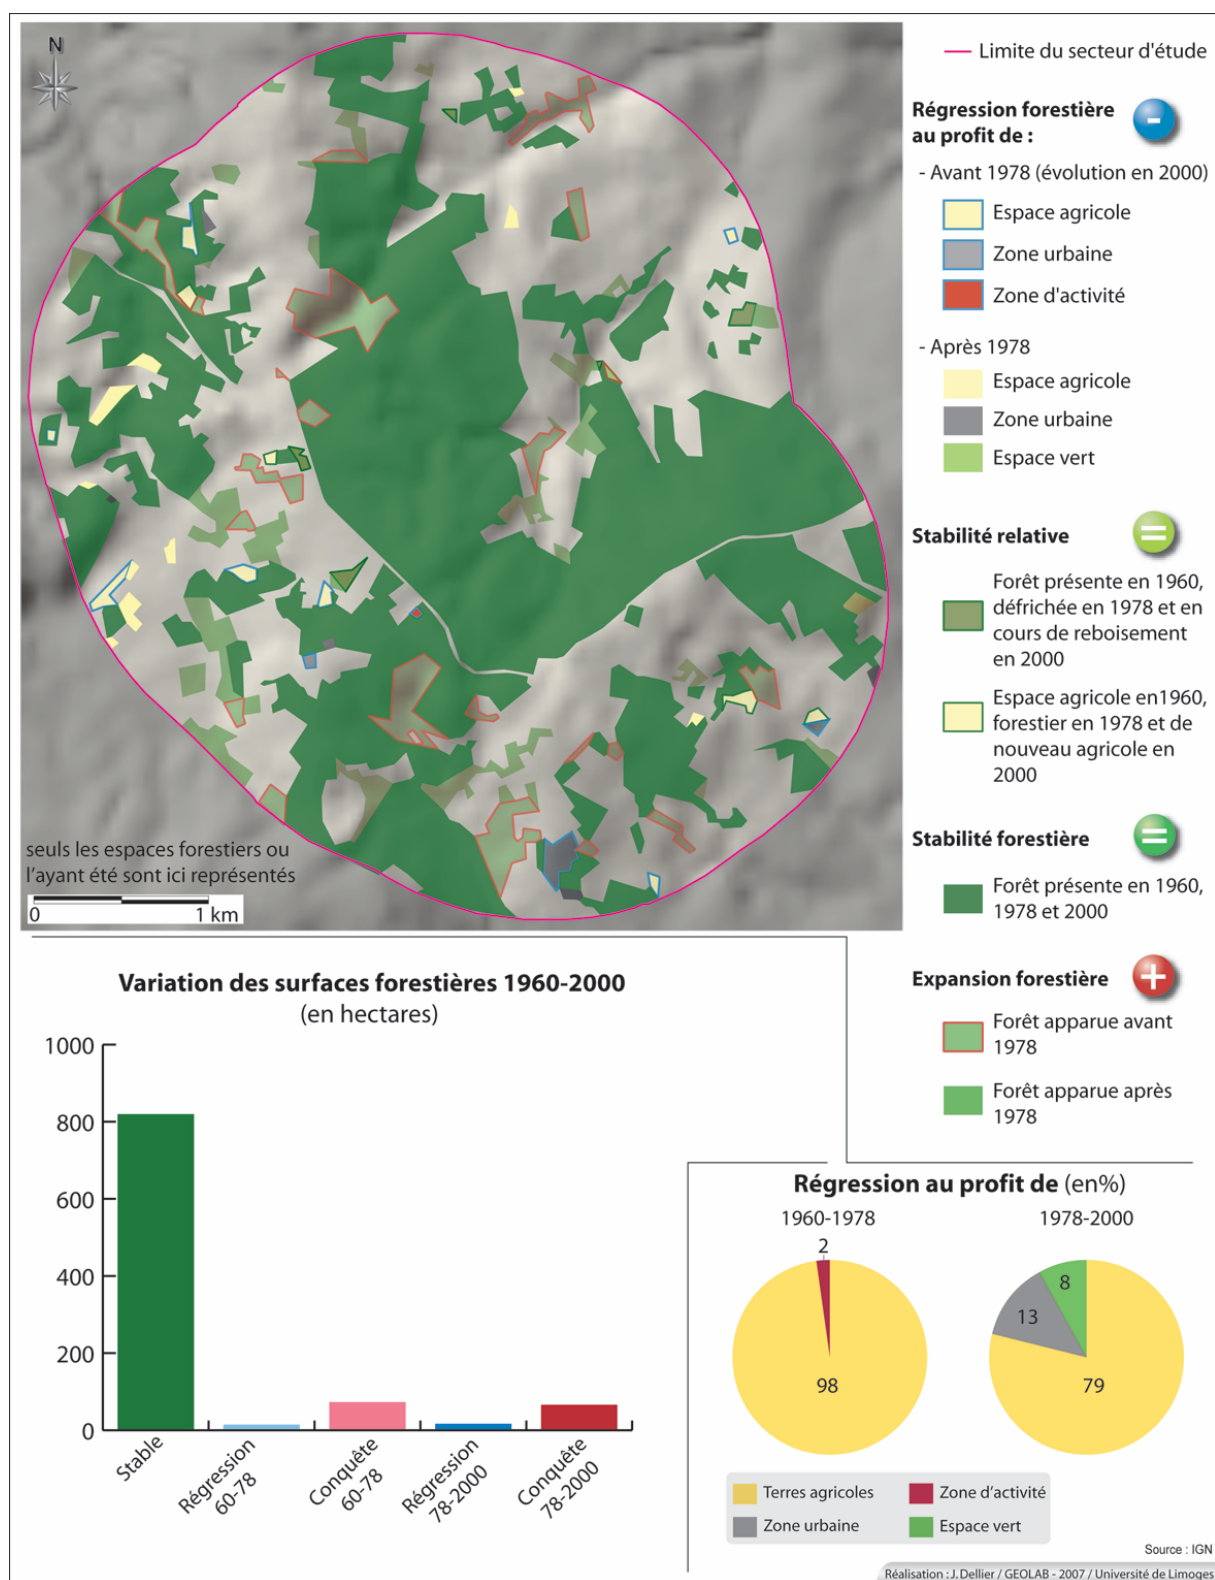 N
Limite du secteur d'étude
Régression forestière
au profit de :
-
- Avant 1978 (évolution en 2000)
Espace agricole
Zone urbaine
Zone d'activité
- Après 1978
Espace agricole
Zone urbaine
Espace vert
Stabilité relative
=
Forêt présente en 1960,
défrichée en 1978 et en
cours de reboisement
en 2000
Espace agricole en1960,
forestier en 1978 et de
nouveau agricole en
2000
Stabilité forestière
=
Forêt présente en 1960,
1978 et 2000
Expansion forestière
+
Forêt apparue avant
1978
Forêt apparue après
1978
seuls les espaces forestiers ou
l'ayant été sont ici représentés
0 1 km
Variation des surfaces forestières 1960-2000
(en hectares)
1000
800
600
400
200
0
Stable
Régression
60-78
Conquête
60-78
Régression
78-2000
Conquête
78-2000
Régression au profit de (en%)
1960-1978
1978-2000
2
98
8
13
79
Terres agricoles
Zone d'activité
Zone urbaine
Espace vert
Source : IGN
Réalisation : J. Dellier / GEOLAB - 2007 / Université de Limoges